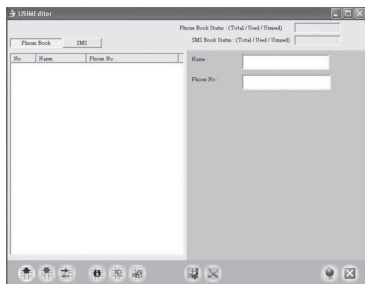 USIMEditor
Phone Book Status : (Total / Used / Unused)
SMS Book Status : (Total / Used / Unused)
Phone Book SMS
No Name Phone No
Name :
Phone No :